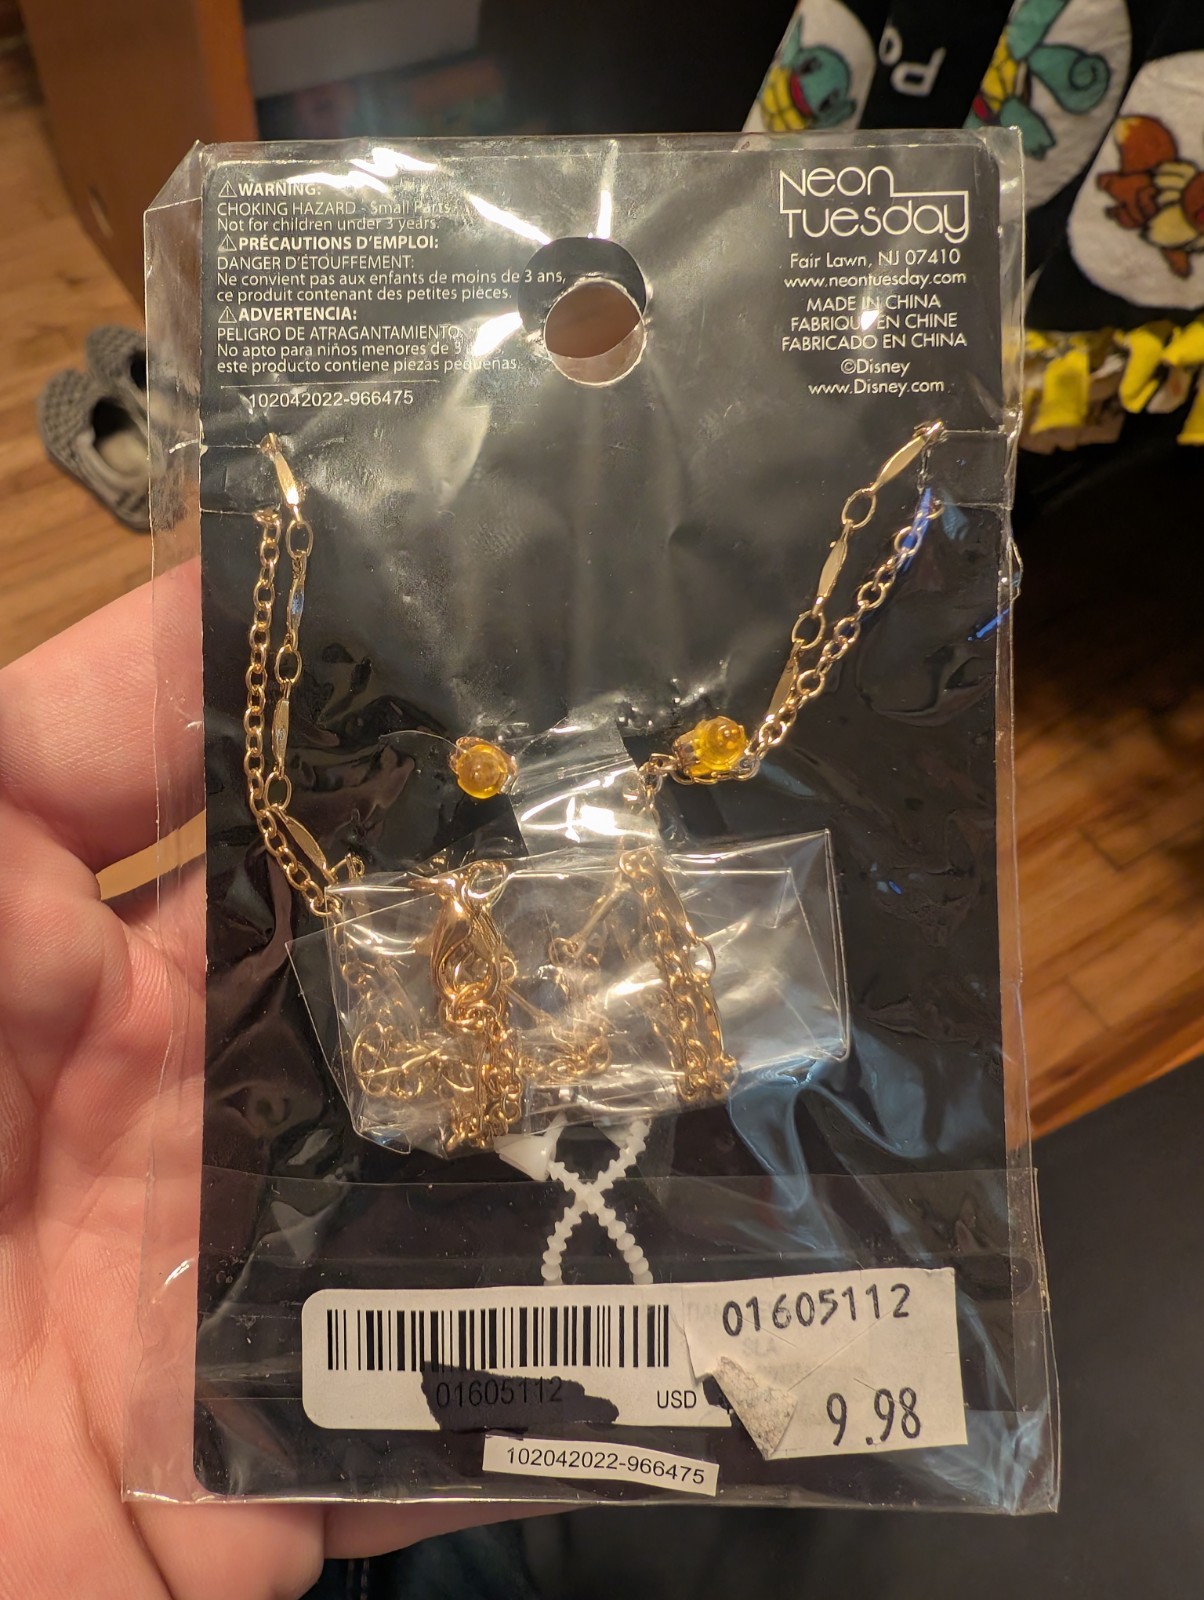 ⚠WARNING:
CHOKING HAZARD - Small Parts
Not for children under 3 years.
⚠PRÉCAUTIONS D'EMPLOI:
DANGER D'ÉTOUFFEMENT:
Ne convient pas aux enfants de moins de 3 ans,
ce produit contenant des petites pièces.
⚠ADVERTENCIA:
PELIGRO DE ATRAGANTAMIENTO
No apto para niños menores de 3
este producto contiene piezas pequenas.
102042022-966475
Neon
Tuesday
Fair Lawn, NJ 07410
www.neontuesday.com
MADE IN CHINA
FABRIQUÉ EN CHINE
FABRICADO EN CHINA
©Disney
www.Disney.com
Po
01605112
USD
01605112
SLA
9.98
102042022-966475